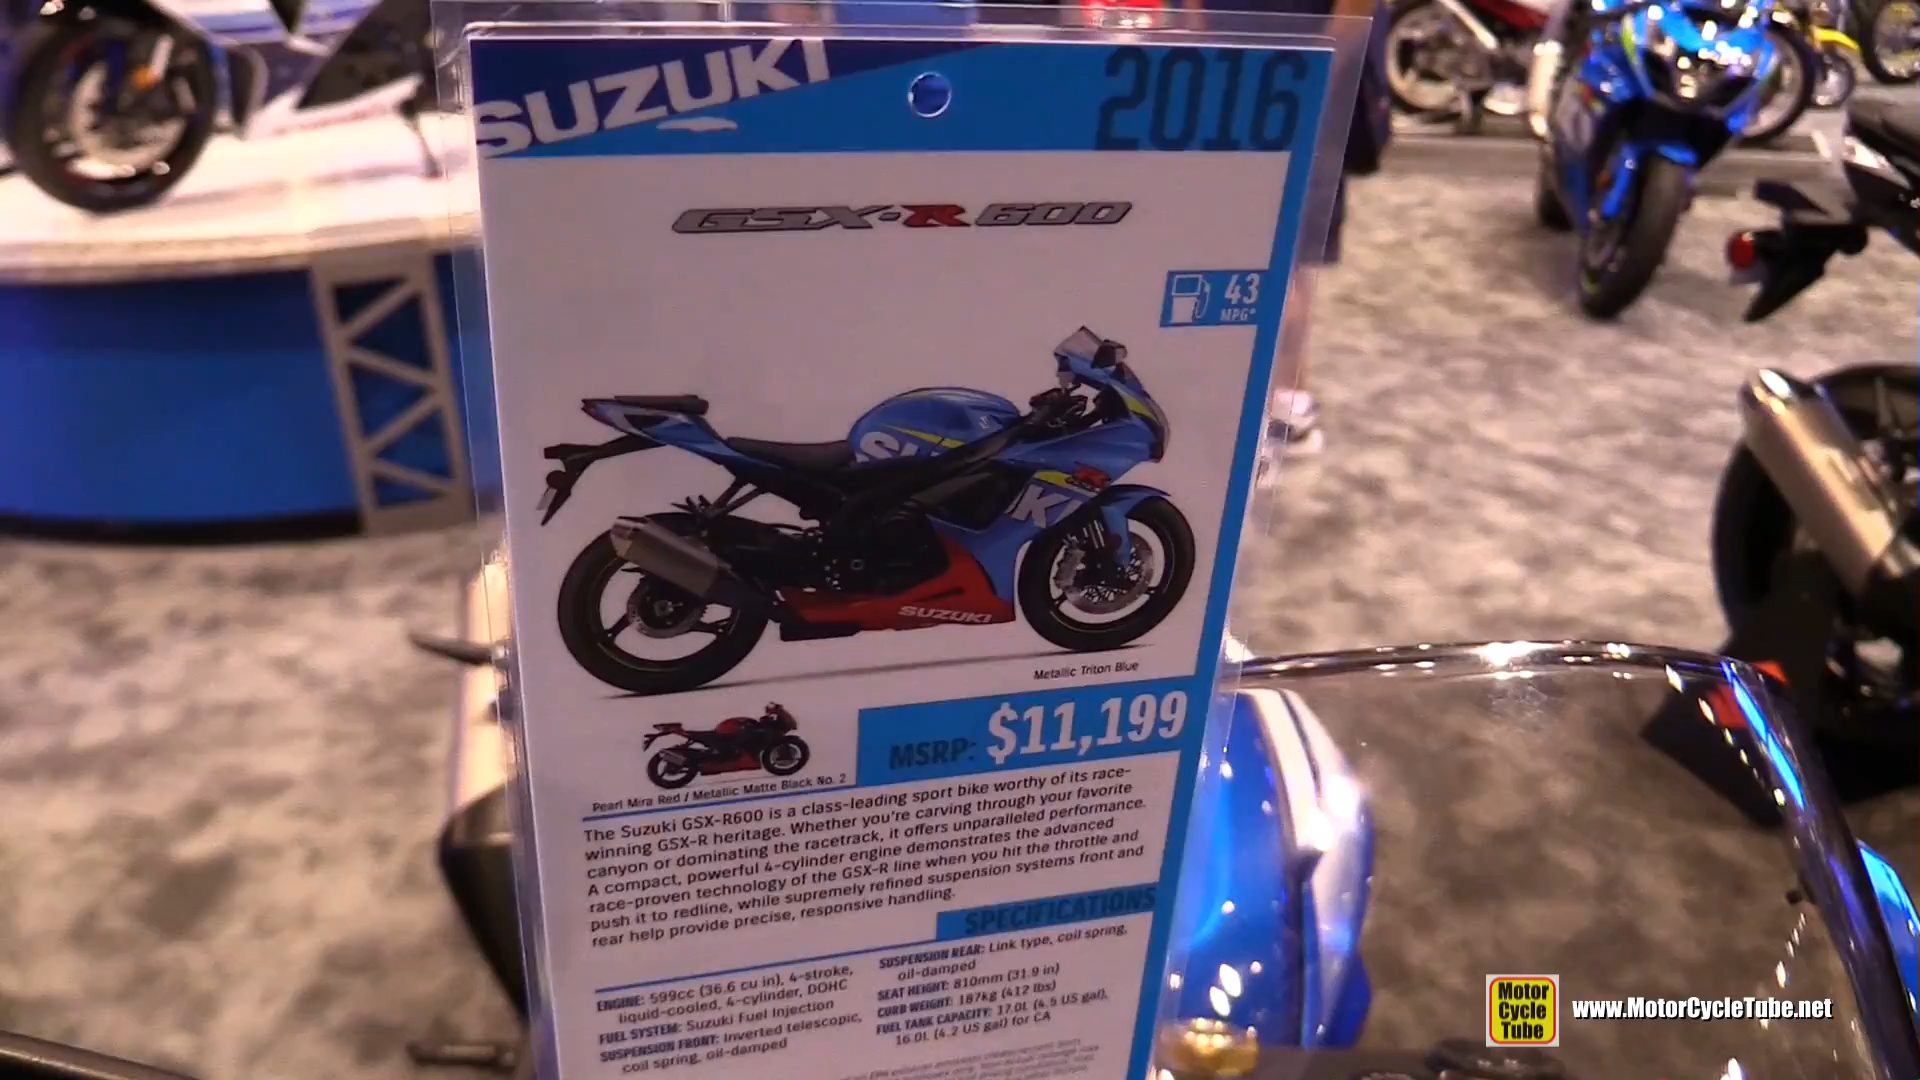 SUZUKI
2016
GSX-R 600
43
MPG*
SUZUKI
SUZUKI
Metallic Triton Blue
MSRP: $11,199
Pearl Mira Red / Metallic Matte Black No. 2
The Suzuki GSX-R600 is a class-leading sport bike worthy of its race-
winning GSX-R heritage. Whether you're carving through your favorite
canyon or dominating the racetrack, it offers unparalleled performance.
A compact, powerful 4-cylinder engine demonstrates the advanced
race-proven technology of the GSX-R line when you hit the throttle and
push it to redline, while supremely refined suspension systems front and
rear help provide precise, responsive handling.
SPECIFICATIONS
ENGINE: 599cc (36.6 cu in), 4-stroke,
liquid-cooled, 4-cylinder, DOHC
FUEL SYSTEM: Suzuki Fuel Injection
SUSPENSION FRONT: Inverted telescopic,
coil spring, oil-damped
SUSPENSION REAR: Link type, coil spring,
oil-damped
SEAT HEIGHT: 810mm (31.9 in)
CURB WEIGHT: 187kg (412 lbs)
FUEL TANK CAPACITY: 17.0L (4.5 US gal),
16.0L (4.2 US gal) for CA
Motor
Cycle
Tube
www.MotorCycleTube.net